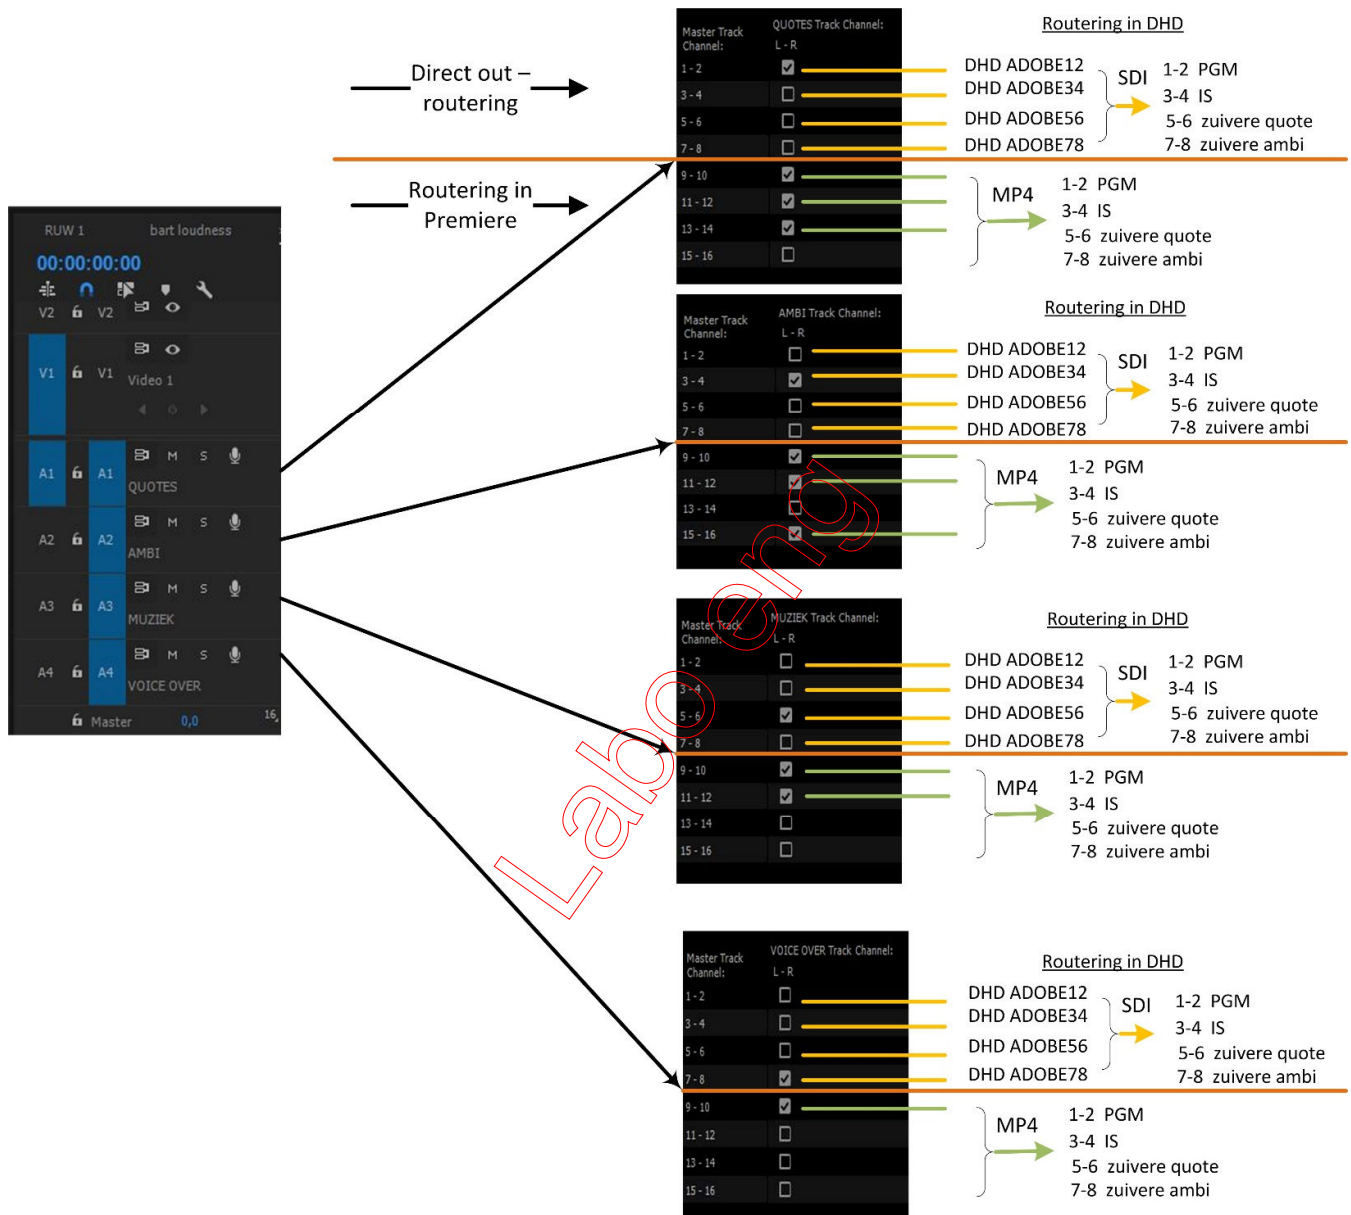 Direct out –
routering
Routering in
Premiere
RUW 1 bart loudness
00:00:00:00
V2 V2
V1 V1 Video 1
A1 A1 M S
QUOTES
A2 A2 M S
AMBI
A3 A3 M S
MUZIEK
A4 A4 M S
VOICE OVER
Master 0,0 16
Master Track Channel:
QUOTES Track Channel:
L - R
1 - 2
3 - 4
5 - 6
7 - 8
9 - 10
11 - 12
13 - 14
15 - 16
Routering in DHD
DHD ADOBE12
DHD ADOBE34
DHD ADOBE56
DHD ADOBE78
SDI
1-2 PGM
3-4 IS
5-6 zuivere quote
7-8 zuivere ambi
MP4
1-2 PGM
3-4 IS
5-6 zuivere quote
7-8 zuivere ambi
Master Track Channel:
AMBI Track Channel:
L - R
1 - 2
3 - 4
5 - 6
7 - 8
9 - 10
11 - 12
13 - 14
15 - 16
Routering in DHD
DHD ADOBE12
DHD ADOBE34
DHD ADOBE56
DHD ADOBE78
SDI
1-2 PGM
3-4 IS
5-6 zuivere quote
7-8 zuivere ambi
MP4
1-2 PGM
3-4 IS
5-6 zuivere quote
7-8 zuivere ambi
Master Track Channel:
MUZIEK Track Channel:
L - R
1 - 2
3 - 4
5 - 6
7 - 8
9 - 10
11 - 12
13 - 14
15 - 16
Routering in DHD
DHD ADOBE12
DHD ADOBE34
DHD ADOBE56
DHD ADOBE78
SDI
1-2 PGM
3-4 IS
5-6 zuivere quote
7-8 zuivere ambi
MP4
1-2 PGM
3-4 IS
5-6 zuivere quote
7-8 zuivere ambi
Master Track Channel:
VOICE OVER Track Channel:
L - R
1 - 2
3 - 4
5 - 6
7 - 8
9 - 10
11 - 12
13 - 14
15 - 16
Routering in DHD
DHD ADOBE12
DHD ADOBE34
DHD ADOBE56
DHD ADOBE78
SDI
1-2 PGM
3-4 IS
5-6 zuivere quote
7-8 zuivere ambi
MP4
1-2 PGM
3-4 IS
5-6 zuivere quote
7-8 zuivere ambi
Labo eng